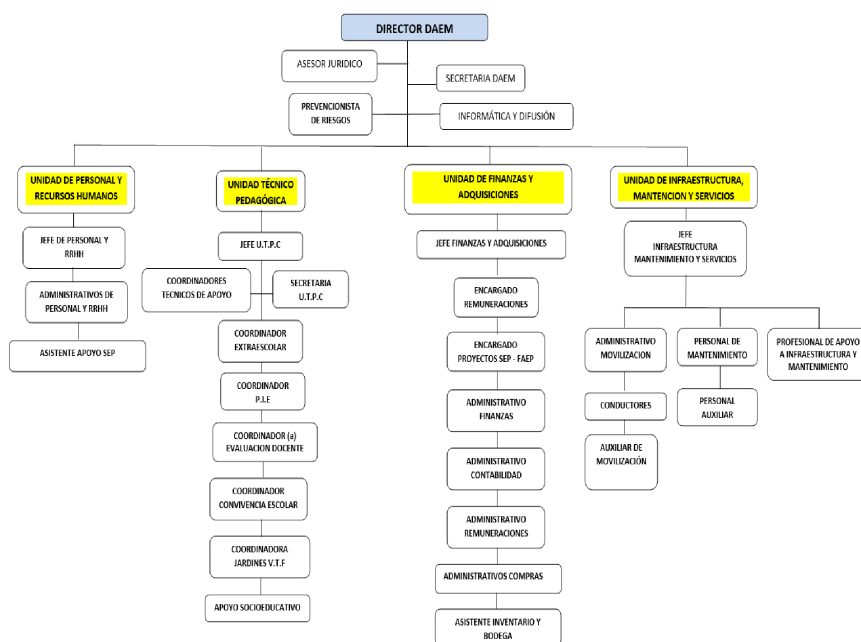 DIRECTOR DAEM
ASESOR JURIDICO
SECRETARIA DAEM
PREVENCIONISTA
DE RIESGOS
INFORMÁTICA Y DIFUSIÓN
UNIDAD DE PERSONAL Y
RECURSOS HUMANOS
JEFE DE PERSONAL Y
RRHH
ADMINISTRATIVOS DE
PERSONAL Y RRHH
ASISTENTE APOYO SEP
UNIDAD TÉCNICO
PEDAGÓGICA
JEFE U.T.P.C
COORDINADORES
TECNICOS DE APOYO
SECRETARIA
U.T.P.C
COORDINADOR
EXTRAESCOLAR
COORDINADOR
P.I.E
COORDINADOR (a)
EVALUACION DOCENTE
COORDINADOR
CONVIVENCIA ESCOLAR
COORDINADORA
JARDINES V.T.F
APOYO SOCIOEDUCATIVO
UNIDAD DE FINANZAS Y
ADQUISICIONES
JEFE FINANZAS Y ADQUISICIONES
ENCARGADO
REMUNERACIONES
ENCARGADO
PROYECTOS SEP - FAEP
ADMINISTRATIVO
FINANZAS
ADMINISTRATIVO
CONTABILIDAD
ADMINISTRATIVO
REMUNERACIONES
ADMINISTRATIVOS COMPRAS
ASISTENTE INVENTARIO Y
BODEGA
UNIDAD DE INFRAESTRUCTURA,
MANTENCION Y SERVICIOS
JEFE
INFRAESTRUCTURA
MANTENIMIENTO Y SERVICIOS
ADMINISTRATIVO
MOVILIZACION
CONDUCTORES
AUXILIAR DE
MOVILIZACIÓN
PERSONAL DE
MANTENIMIENTO
PERSONAL
AUXILIAR
PROFESIONAL DE APOYO
A INFRAESTRUCTURA Y
MANTENIMIENTO